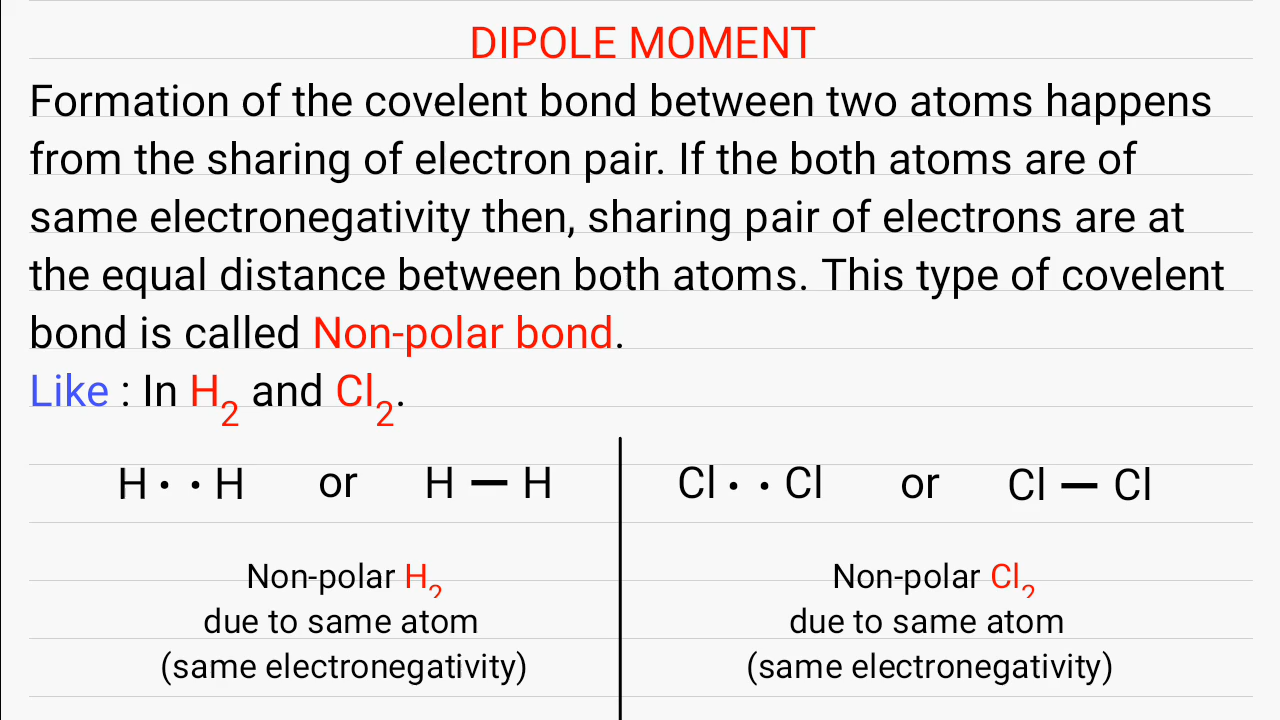 DIPOLE MOMENT
Formation of the covelent bond between two atoms happens
from the sharing of electron pair. If the both atoms are of
same electronegativity then, sharing pair of electrons are at
the equal distance between both atoms. This type of covelent
bond is called Non-polar bond.
Like : In H₂ and Cl₂.
H · · H or H — H
Cl · · Cl or Cl — Cl
Non-polar H₂
due to same atom
(same electronegativity)
Non-polar Cl₂
due to same atom
(same electronegativity)